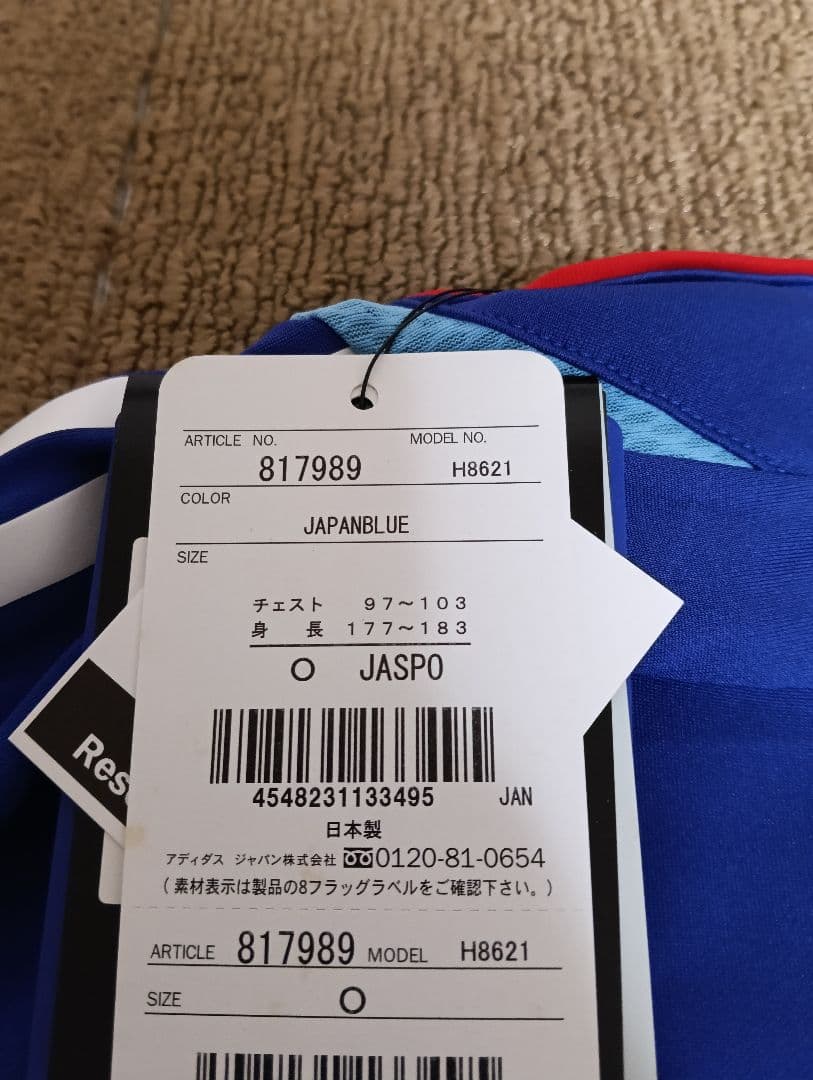 ARTICLE NO. MODEL NO.
817989 H8621
COLOR
JAPANBLUE
SIZE
チェスト 97～103
身 長 177～183
O JASPO
4548231133495 JAN
日本製
アディダス ジャパン株式会社 0120-81-0654
(素材表示は製品の8フラッグラベルをご確認下さい。)
ARTICLE 817989 MODEL H8621
SIZE O